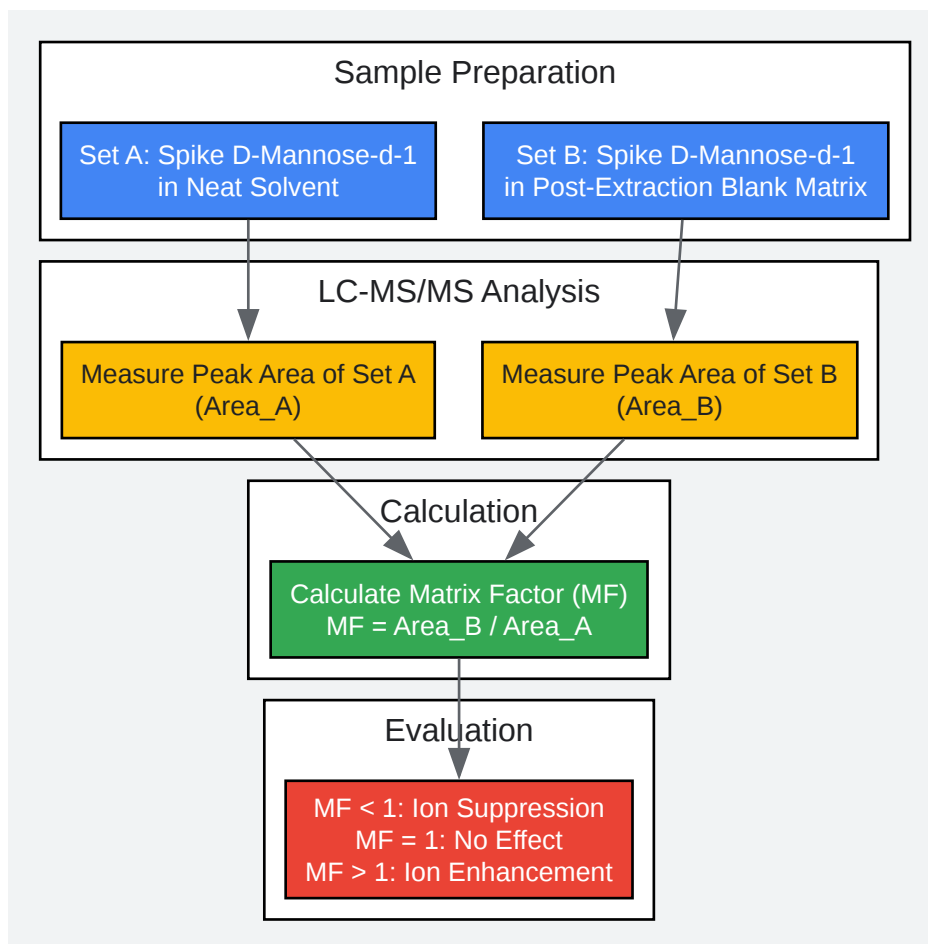 Sample Preparation
Set A: Spike D-Mannose-d-1
in Neat Solvent
Set B: Spike D-Mannose-d-1
in Post-Extraction Blank Matrix
LC-MS/MS Analysis
Measure Peak Area of Set A
(Area_A)
Measure Peak Area of Set B
(Area_B)
Calculation
Calculate Matrix Factor (MF)
MF = Area_B / Area_A
Evaluation
MF < 1: Ion Suppression
MF = 1: No Effect
MF > 1: Ion Enhancement